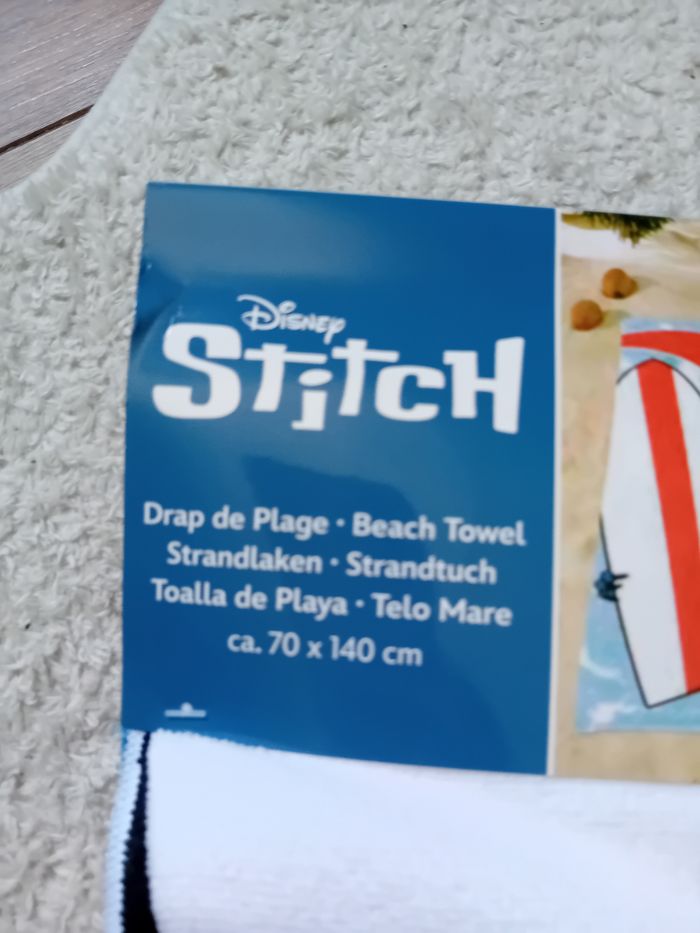 Disney
Stitch
Drap de Plage · Beach Towel
Strandlaken · Strandtuch
Toalla de Playa · Telo Mare
ca. 70 x 140 cm